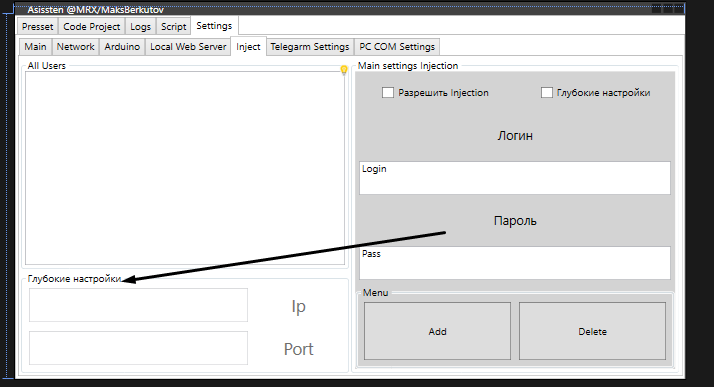 Asissten @MRX/MaksBerkutov
Presset Code Project Logs Script Settings
Main Network Arduino Local Web Server Inject Telegarm Settings PC COM Settings
All Users
Main settings Injection
Разрешить Injection Глубокие настройки
Логин
Login
Пароль
Pass
Глубокие настройки
Ip
Port
Menu
Add Delete